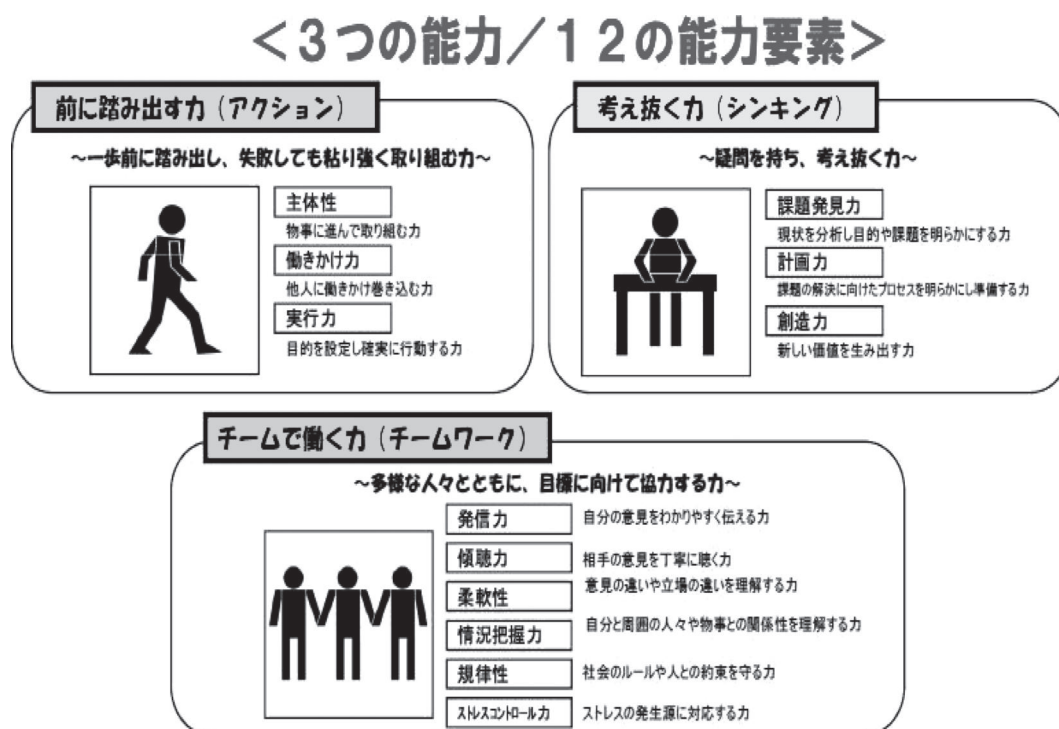 ＜３つの能力／１２の能力要素＞
前に踏み出す力（アクション）
～一歩前に踏み出し、失敗しても粘り強く取り組む力～
主体性
物事に進んで取り組む力
働きかけ力
他人に働きかけ巻き込む力
実行力
目的を設定し確実に行動する力
考え抜く力（シンキング）
～疑問を持ち、考え抜く力～
課題発見力
現状を分析し目的や課題を明らかにする力
計画力
課題の解決に向けたプロセスを明らかにし準備する力
創造力
新しい価値を生み出す力
チームで働く力（チームワーク）
～多様な人々とともに、目標に向けて協力する力～
発信力　自分の意見をわかりやすく伝える力
傾聴力　相手の意見を丁寧に聴く力
柔軟性　意見の違いや立場の違いを理解する力
情況把握力　自分と周囲の人々や物事との関係性を理解する力
規律性　社会のルールや人との約束を守る力
ストレスコントロール力　ストレスの発生源に対応する力